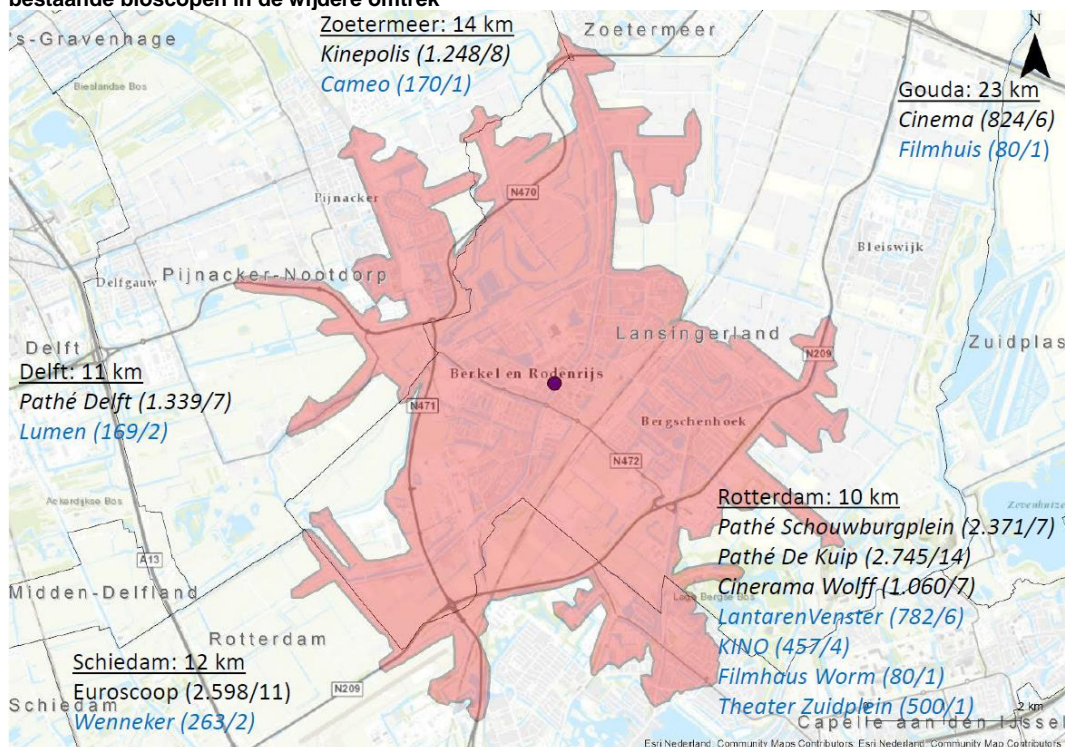 bestaande bioscopen in de wijdere omtrek
's-Gravenhage
Zoetermeer: 14 km
Kinepolis (1.248/8)
Cameo (170/1)
Zoetermeer
N
Bieslandse Bos
Gouda: 23 km
Cinema (824/6)
Filmhuis (80/1)
N470
Pijnacker
Bleiswijk
Pijnacker-Nootdorp
Delfgauw
Lansingerland
Zuidplas
Delft
Delft: 11 km
Pathé Delft (1.339/7)
Lumen (169/2)
N209
Berkel en Rodenrijs
N471
Bergschenhoek
N472
Ackerdijkse Bos
Rotterdam: 10 km
Pathé Schouwburgplein (2.371/7)
Pathé De Kuip (2.745/14)
Cinerama Wolff (1.060/7)
LantarenVenster (782/6)
KINO (457/4)
Filmhaus Worm (80/1)
Theater Zuidplein (500/1)
Zevenhuize
A13
Midden-Delfland
Lage Bergse Bos
Rotterdam
Schiedam: 12 km
Euroscoop (2.598/11)
Wenneker (263/2)
Schiedam
N209
2 km
Capelle aan den IJssel
Esri Nederland, Community Maps Contributors. Esri Nederland, Community Map Contributors